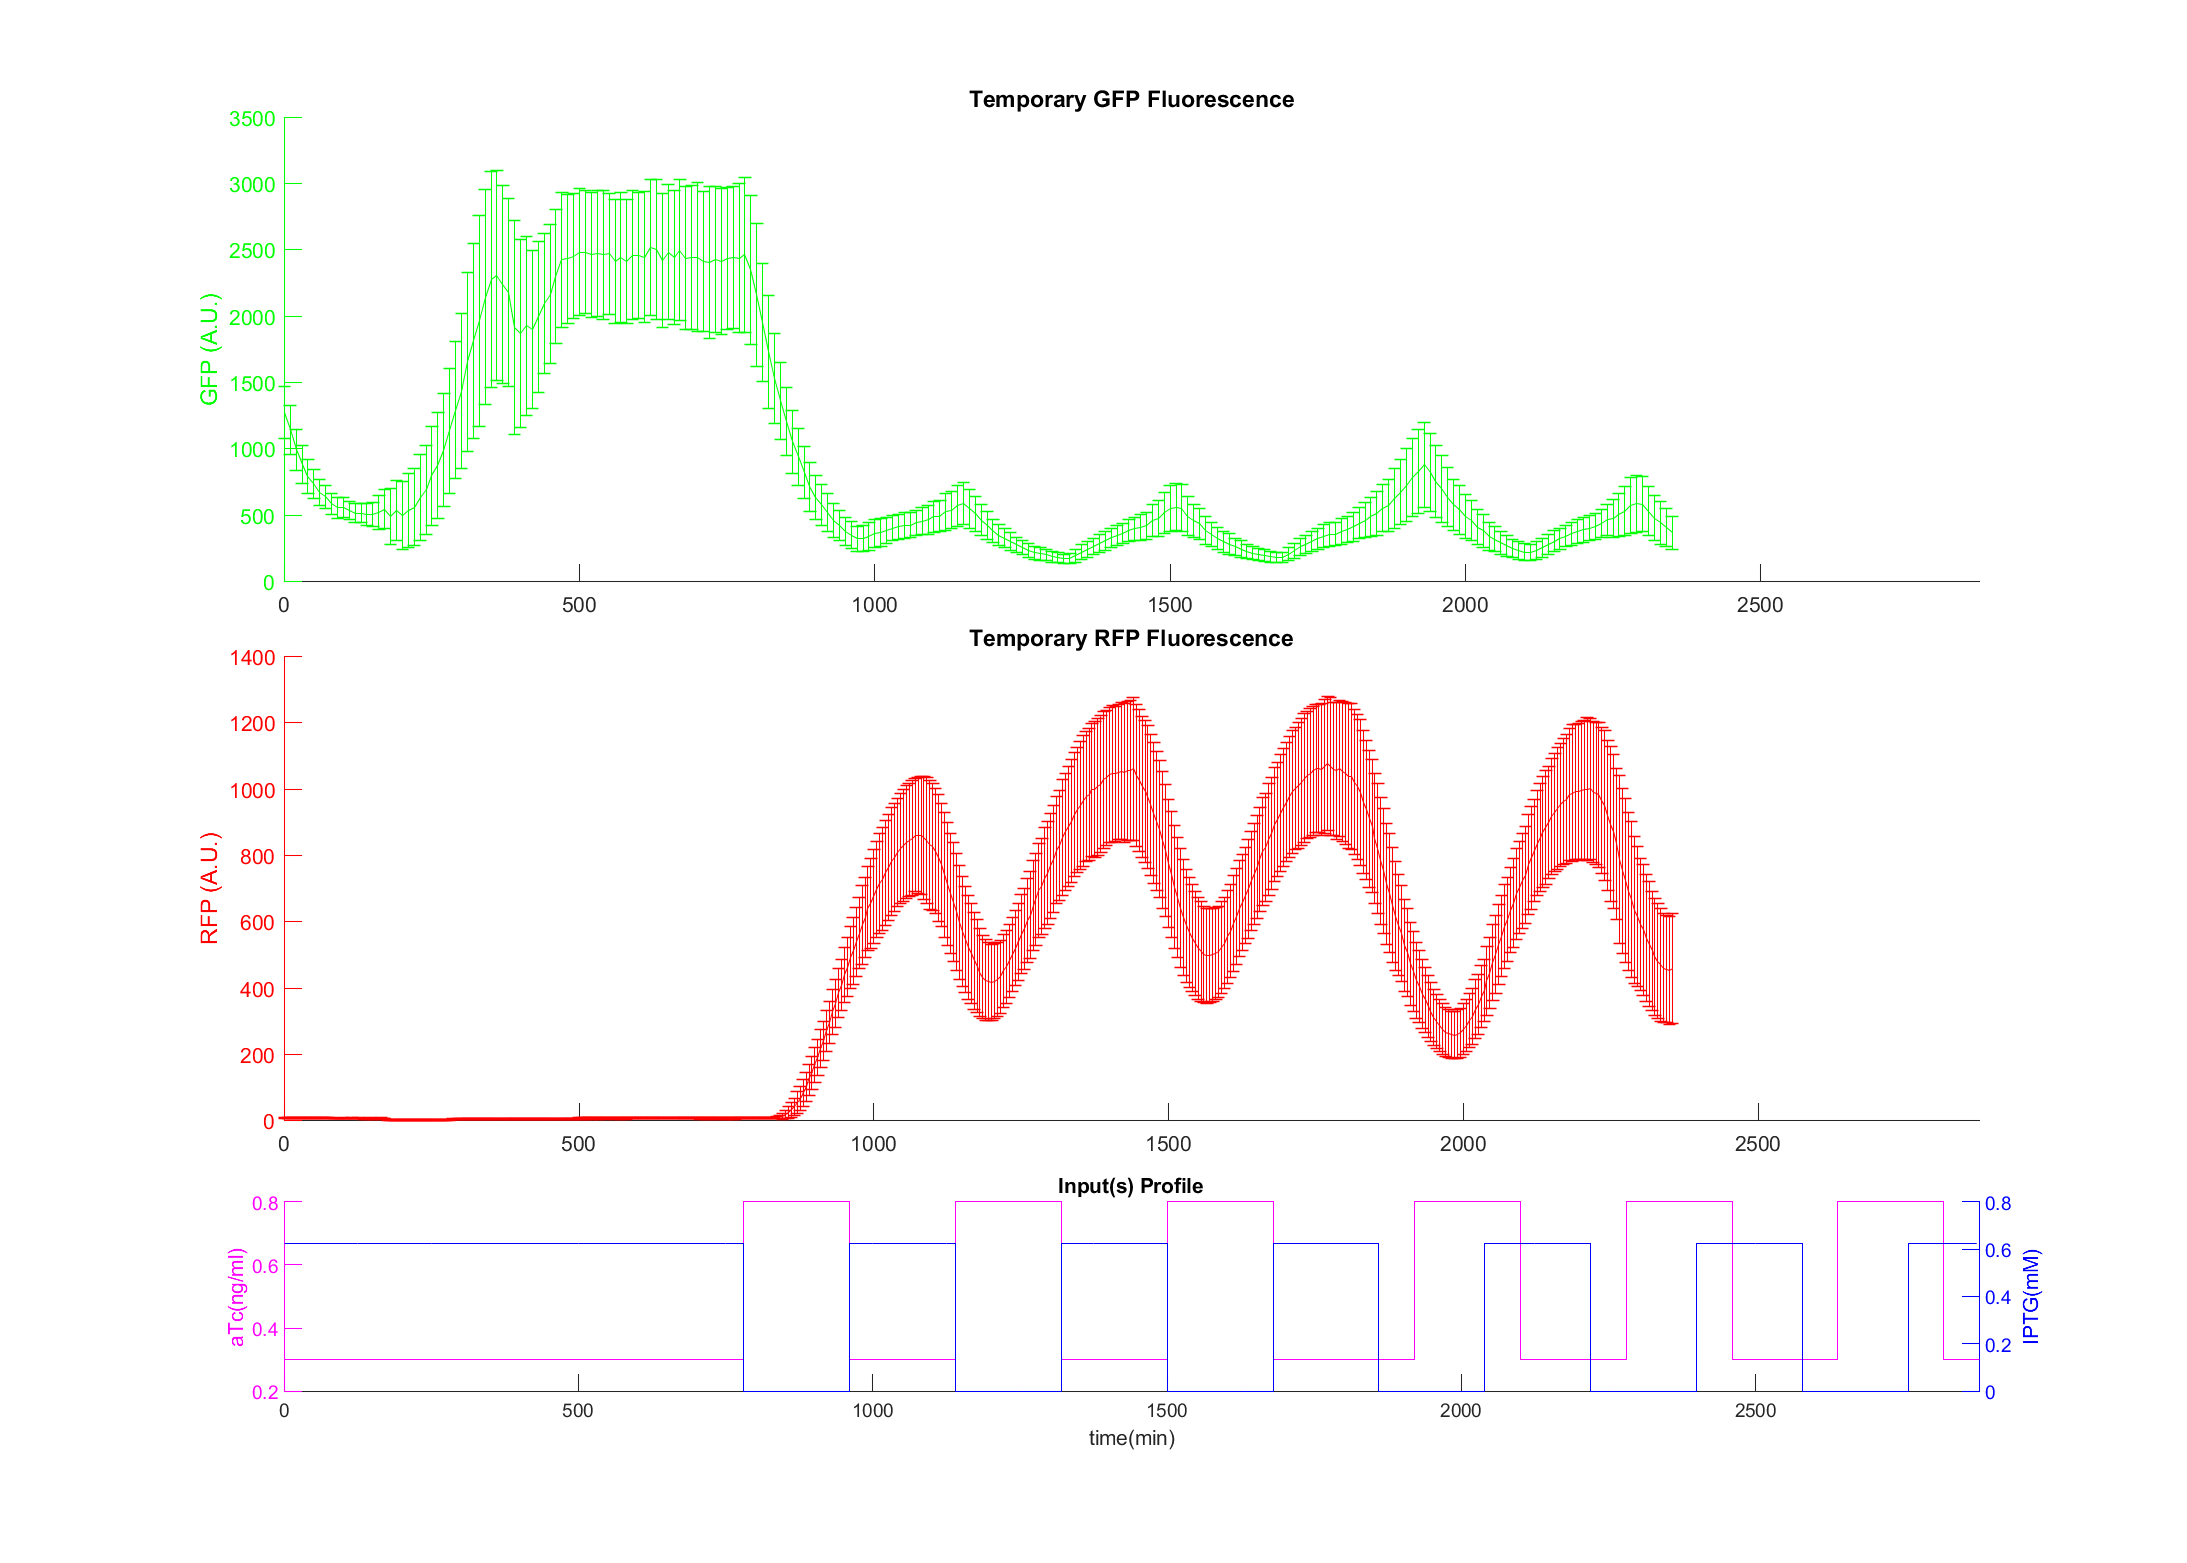 Temporary GFP Fluorescence
3500
3000
2500
2000
1500
1000
500
0
GFP (A.U.)
0 500 1000 1500 2000 2500
Temporary RFP Fluorescence
1400
1200
1000
800
600
400
200
0
RFP (A.U.)
0 500 1000 1500 2000 2500
Input(s) Profile
0.8
0.6
0.4
0.2
aTc(ng/ml)
0.8
0.6
0.4
0.2
0
IPTG(mM)
0 500 1000 1500 2000 2500
time(min)